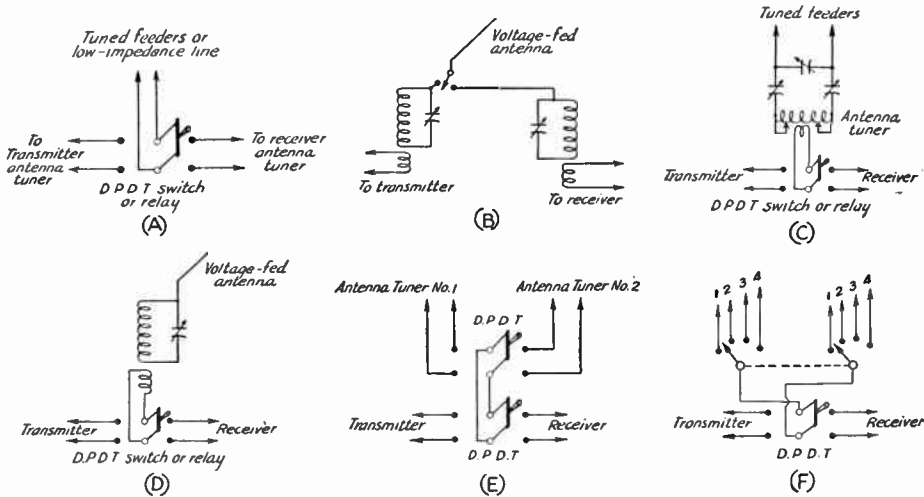 Tuned feeders or
low-impedance line
To
Transmitter
antenna
tuner
To receiver
antenna
tuner
D P D T switch
or relay
(A)
Voltage-fed
antenna
To transmitter
To receiver
(B)
Tuned feeders
Antenna
tuner
Transmitter
Receiver
D P D T switch or relay
(C)
Voltage-fed
antenna
Transmitter
Receiver
D.P.D T switch or relay
(D)
Antenna Tuner No.1
Antenna Tuner No.2
D.P.D.T
Transmitter
Receiver
D.P.D.T
(E)
1 2 3 4
1 2 3 4
Transmitter
Receiver
D.P.D.T
(F)